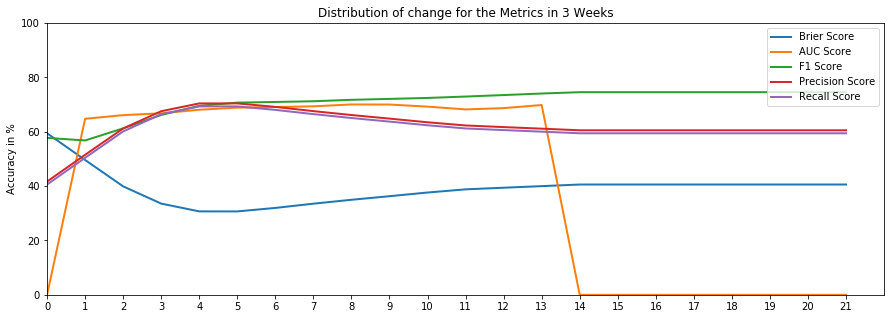 Distribution of change for the Metrics in 3 Weeks
Accuracy in %
100
80
60
40
20
0
0 1 2 3 4 5 6 7 8 9 10 11 12 13 14 15 16 17 18 19 20 21
Brier Score
AUC Score
F1 Score
Precision Score
Recall Score